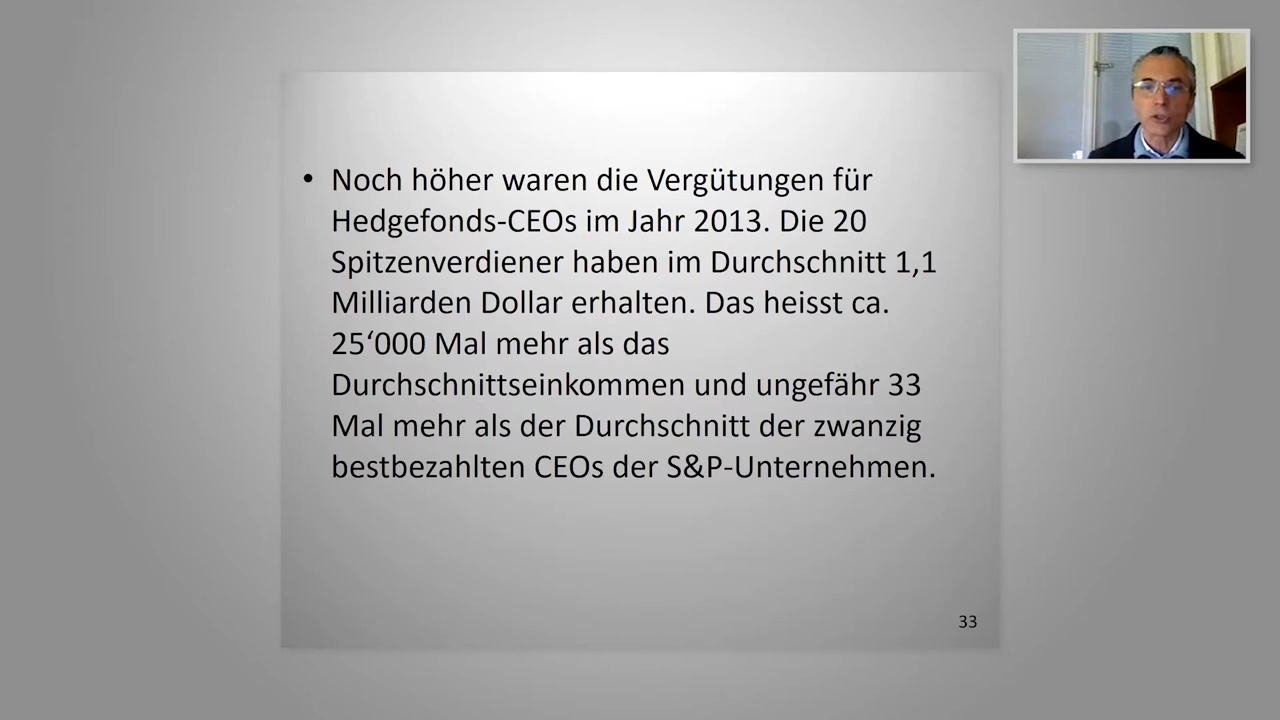 • Noch höher waren die Vergütungen für
Hedgefonds-CEOs im Jahr 2013. Die 20
Spitzenverdiener haben im Durchschnitt 1,1
Milliarden Dollar erhalten. Das heisst ca.
25‘000 Mal mehr als das
Durchschnittseinkommen und ungefähr 33
Mal mehr als der Durchschnitt der zwanzig
bestbezahlten CEOs der S&P-Unternehmen.
33